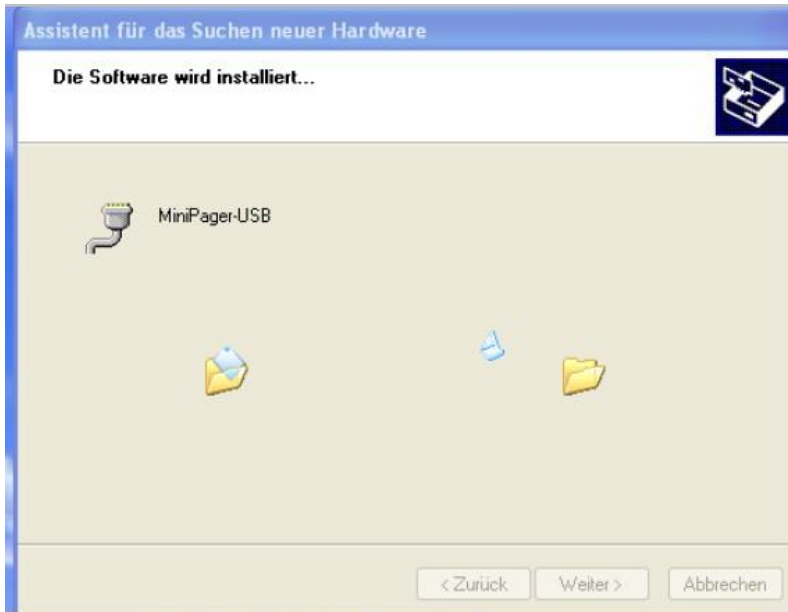 Assistent für das Suchen neuer Hardware
Die Software wird installiert...
MiniPager-USB
< Zurück
Weiter >
Abbrechen